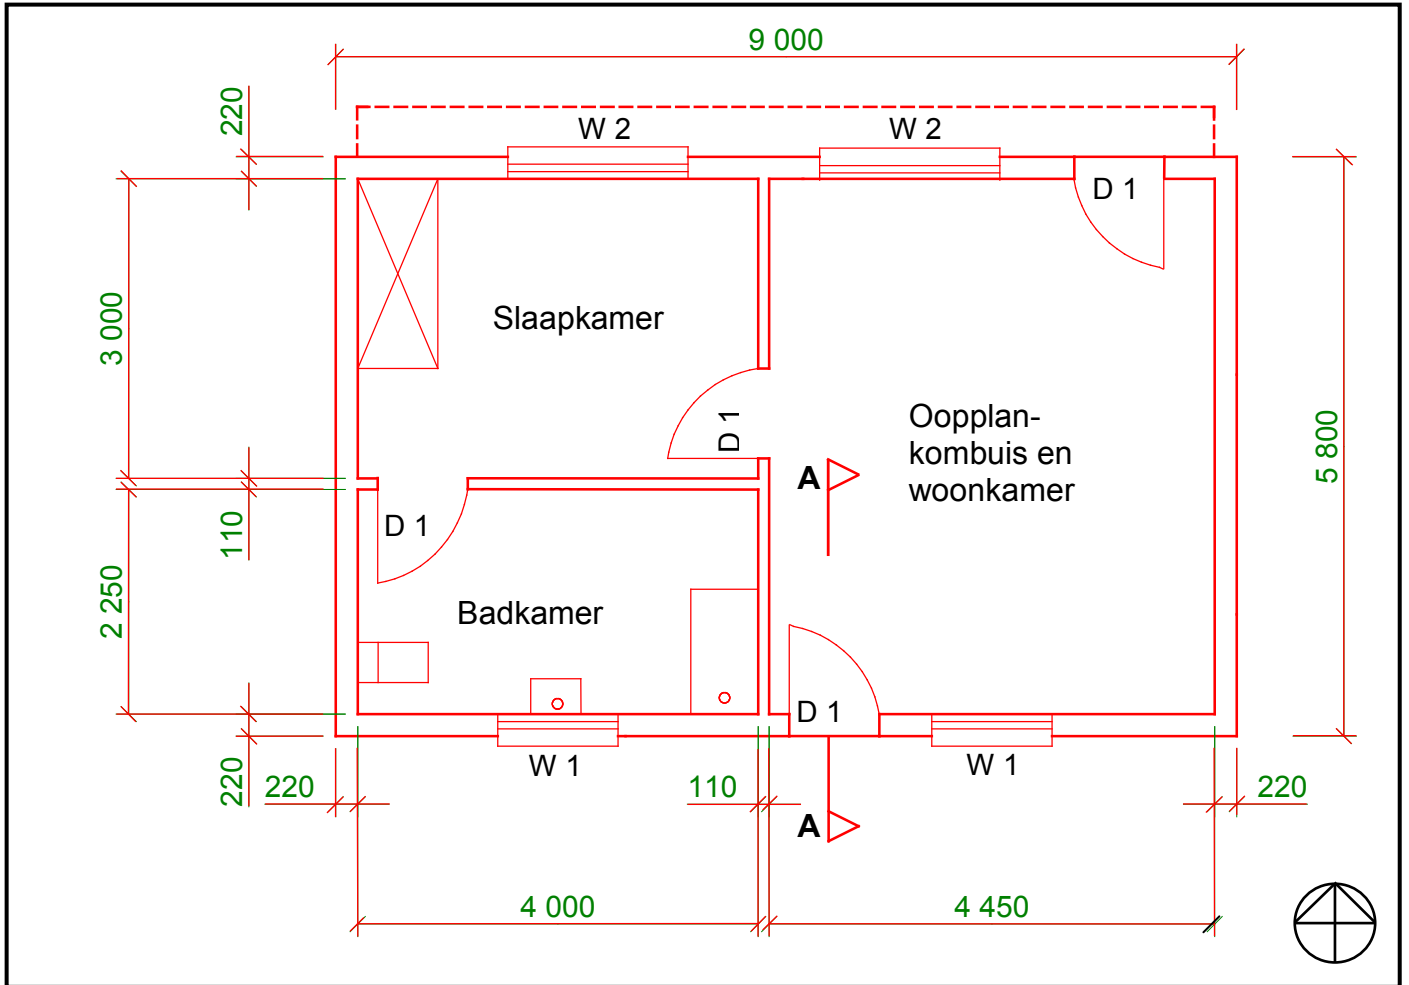 9 000
220
W 2
W 2
D 1
3 000
Slaapkamer
D 1
Oopplan-
kombuis en
woonkamer
5 800
A
110
D 1
2 250
Badkamer
D 1
220
220
W 1
110
W 1
220
A
4 000
4 450